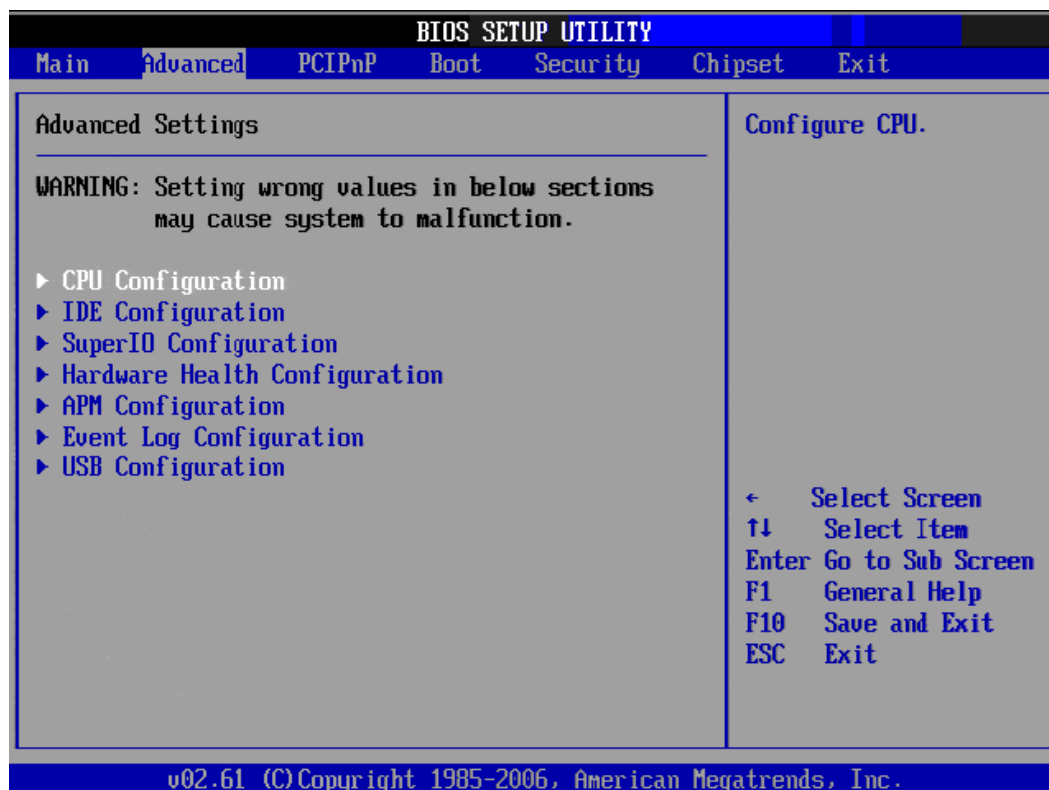 BIOS SETUP UTILITY
Main Advanced PCIPnP Boot Security Chipset Exit
Advanced Settings
WARNING: Setting wrong values in below sections
may cause system to malfunction.
▶ CPU Configuration
▶ IDE Configuration
▶ SuperIO Configuration
▶ Hardware Health Configuration
▶ APM Configuration
▶ Event Log Configuration
▶ USB Configuration
Configure CPU.
← Select Screen
↑↓ Select Item
Enter Go to Sub Screen
F1 General Help
F10 Save and Exit
ESC Exit
v02.61 (C)Copyright 1985-2006, American Megatrends, Inc.